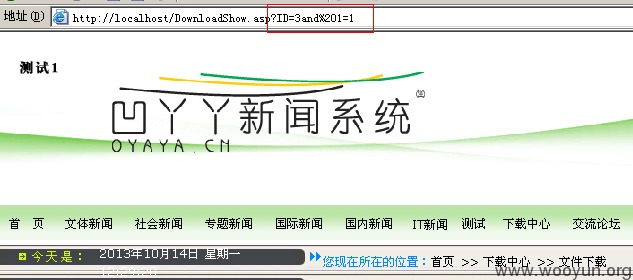 地址(D) http://localhost/DownloadShow.asp?ID=3and%201=1
测试1
凹丫丫新闻系统
OYAYA.CN
首 页 文体新闻 社会新闻 专题新闻 国际新闻 国内新闻 IT新闻 测试 下载中心 交流论坛
今天是： 2013年10月14日 星期一 您现在所在的位置：首页 >> 下载中心 >> 文件下载
www.wooyun.org